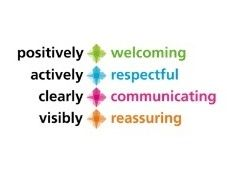 positively welcoming
actively respectful
clearly communicating
visibly reassuring